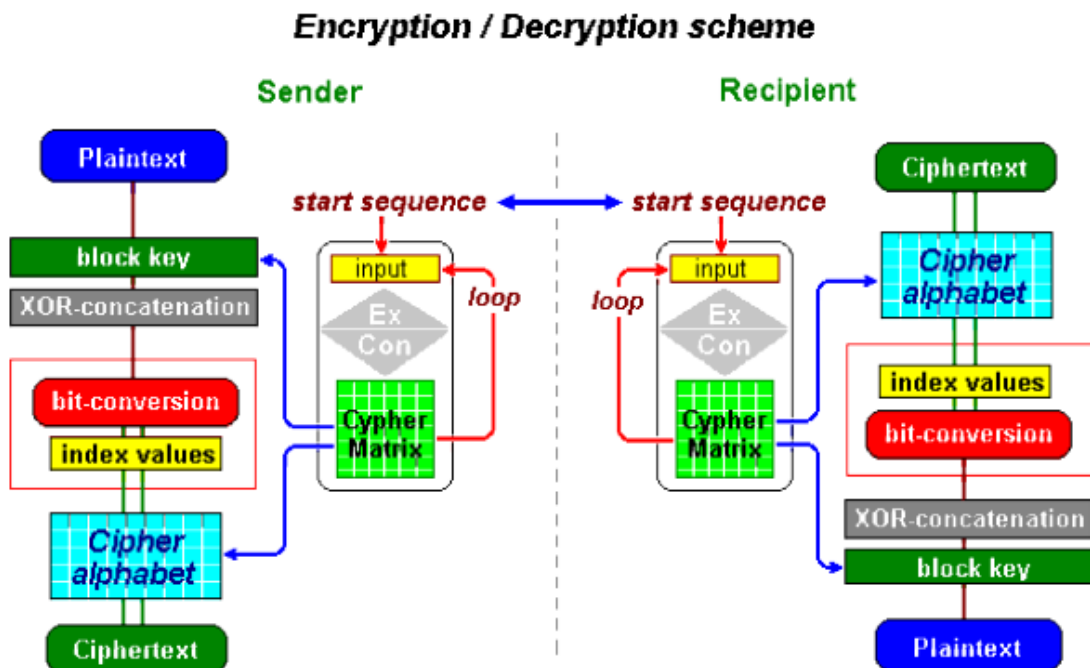 Encryption / Decryption scheme
Sender
Recipient
Plaintext
start sequence
block key
XOR-concatenation
input
loop
Ex
Con
bit-conversion
index values
Cypher
Matrix
Cipher
alphabet
Ciphertext
start sequence
Ciphertext
input
loop
Ex
Con
Cypher
Matrix
Cipher
alphabet
index values
bit-conversion
XOR-concatenation
block key
Plaintext